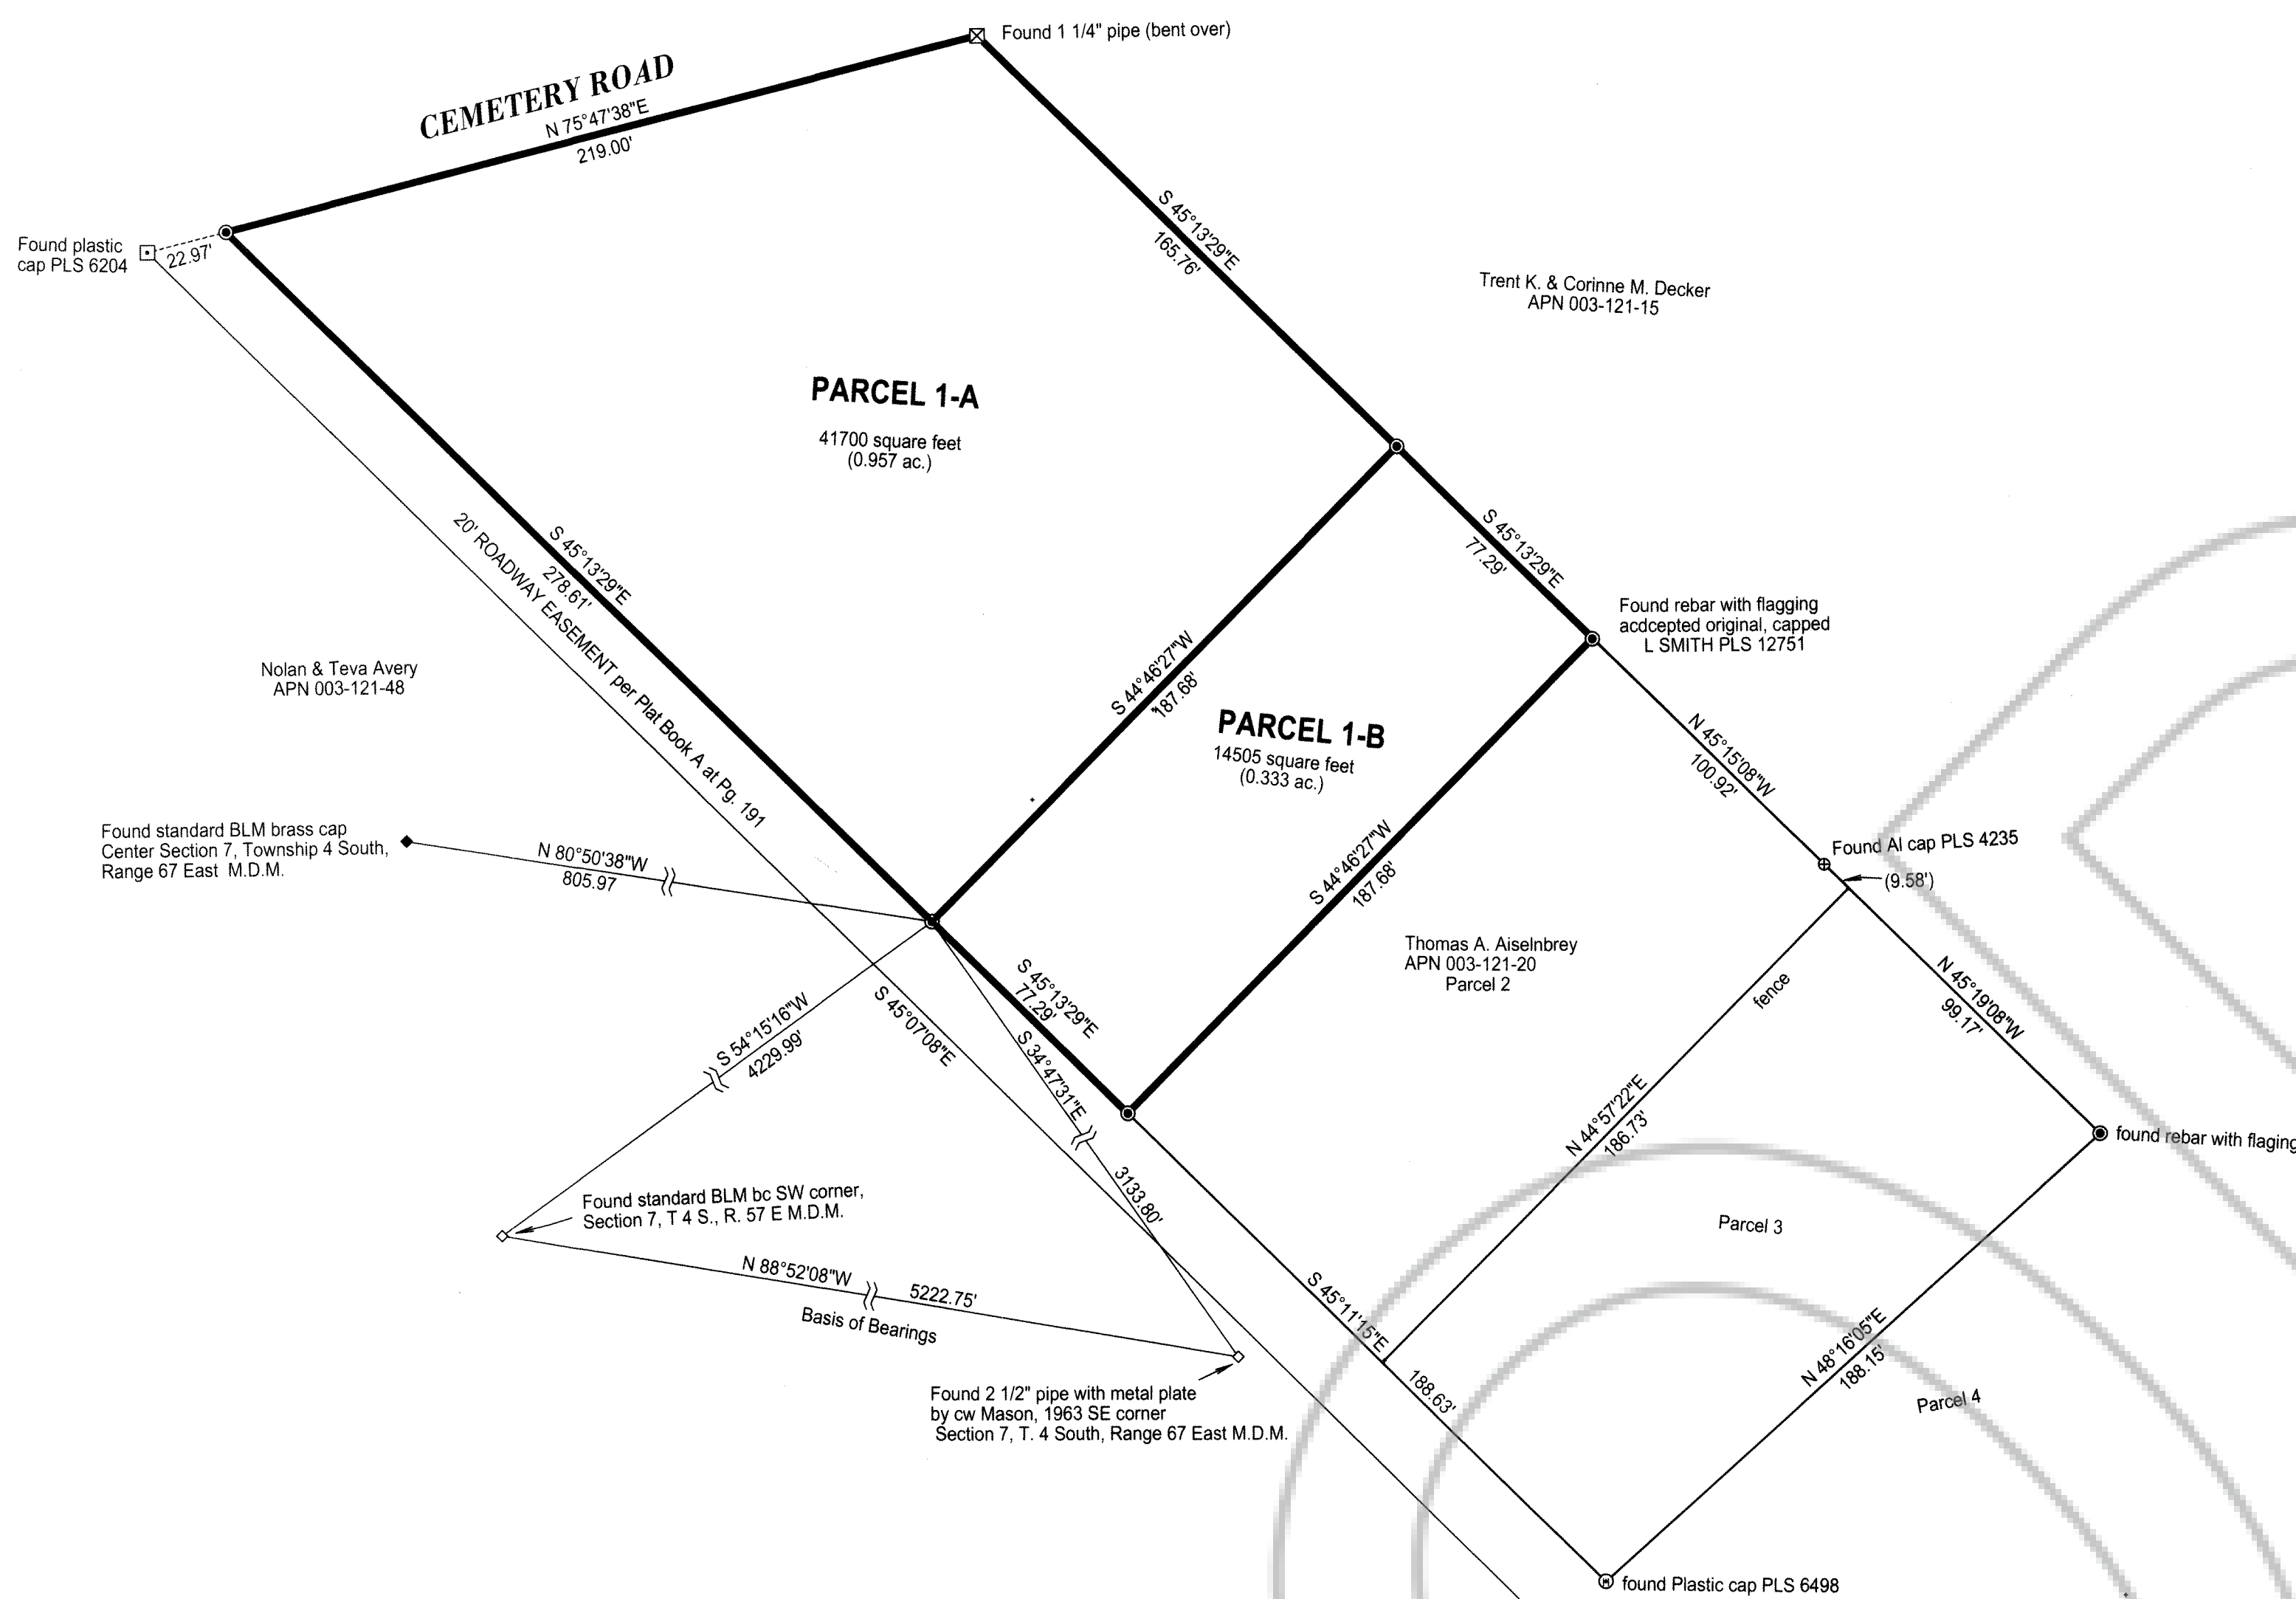 Found 1 1/4" pipe (bent over)
CEMETERY ROAD
N 75°47'38"E
219.00'
Found plastic
cap PLS 6204
22.97'
S 45°13'29"E
165.76'
Trent K. & Corinne M. Decker
APN 003-121-15
PARCEL 1-A
41700 square feet
(0.957 ac.)
S 45°13'29"E
278.61'
20' ROADWAY EASEMENT per Plat Book A at Pg. 191
S 45°13'29"E
77.29'
Found rebar with flagging
acdcepted original, capped
L SMITH PLS 12751
Nolan & Teva Avery
APN 003-121-48
S 44°46'27"W
187.68'
PARCEL 1-B
14505 square feet
(0.333 ac.)
N 45°15'08"W
100.92'
Found standard BLM brass cap
Center Section 7, Township 4 South,
Range 67 East M.D.M.
N 80°50'38"W
805.97
S 44°46'27"W
187.68'
Found Al cap PLS 4235
(9.58')
Thomas A. Aiselnbrey
APN 003-121-20
Parcel 2
fence
N 45°19'08"W
99.17'
S 45°13'29"E
77.29'
S 54°15'16"W
4229.99'
S 45°07'08"E
S 34°47'31"E
3133.80'
N 44°57'22"E
186.73'
found rebar with flaging
Found standard BLM bc SW corner,
Section 7, T 4 S., R. 57 E M.D.M.
Parcel 3
N 88°52'08"W
5222.75'
Basis of Bearings
S 45°11'15"E
188.63'
N 48°16'05"E
188.15'
Parcel 4
Found 2 1/2" pipe with metal plate
by cw Mason, 1963 SE corner
Section 7, T. 4 South, Range 67 East M.D.M.
found Plastic cap PLS 6498